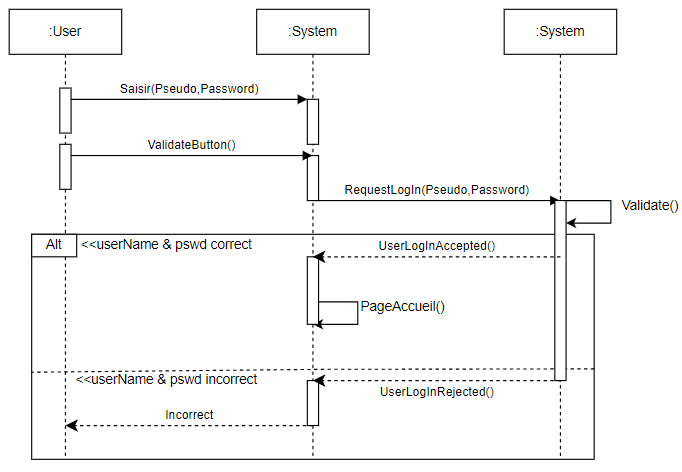 :User
:System
:System
Saisir(Pseudo,Password)
ValidateButton()
RequestLogIn(Pseudo,Password)
Validate()
Alt
<<userName & pswd correct
UserLogInAccepted()
PageAccueil()
<<userName & pswd incorrect
UserLogInRejected()
Incorrect